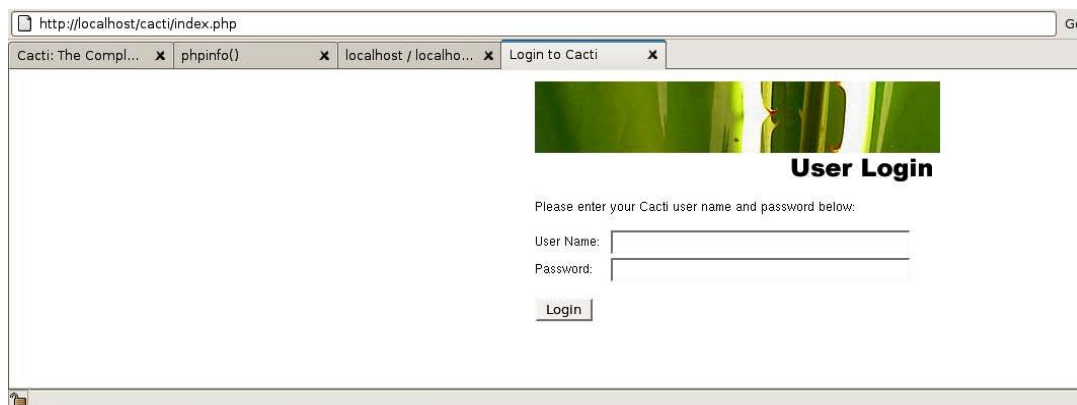 http://localhost/cacti/index.php
Cacti: The Compl... x phpinfo() x localhost / localho... x Login to Cacti x
User Login
Please enter your Cacti user name and password below:
User Name:
Password:
Login